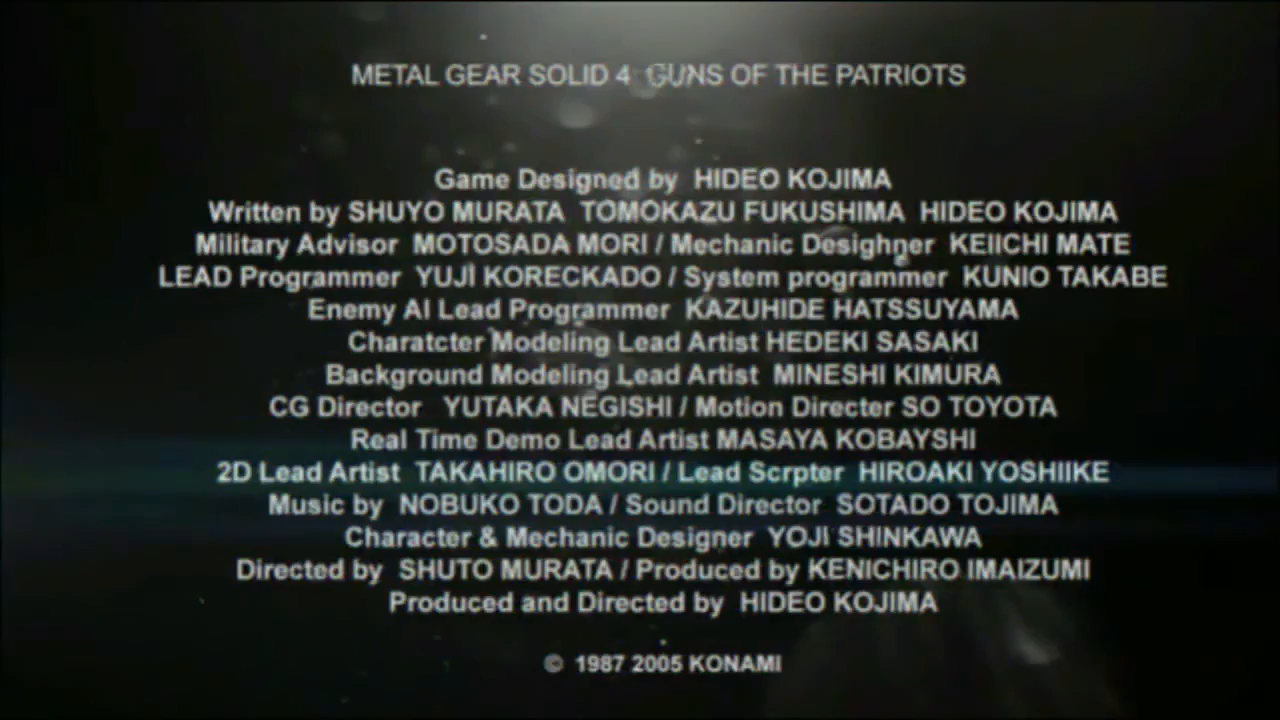 METAL GEAR SOLID 4 GUNS OF THE PATRIOTS
Game Designed by HIDEO KOJIMA
Written by SHUYO MURATA TOMOKAZU FUKUSHIMA HIDEO KOJIMA
Military Advisor MOTOSADA MORI / Mechanic Desighner KEIICHI MATE
LEAD Programmer YUJI KORECKADO / System programmer KUNIO TAKABE
Enemy AI Lead Programmer KAZUHIDE HATSSUYAMA
Charatcter Modeling Lead Artist HEDEKI SASAKI
Background Modeling Lead Artist MINESHI KIMURA
CG Director YUTAKA NEGISHI / Motion Directer SO TOYOTA
Real Time Demo Lead Artist MASAYA KOBAYSHI
2D Lead Artist TAKAHIRO OMORI / Lead Scrpter HIROAKI YOSHIIKE
Music by NOBUKO TODA / Sound Director SOTADO TOJIMA
Character & Mechanic Designer YOJI SHINKAWA
Directed by SHUTO MURATA / Produced by KENICHIRO IMAIZUMI
Produced and Directed by HIDEO KOJIMA
© 1987 2005 KONAMI